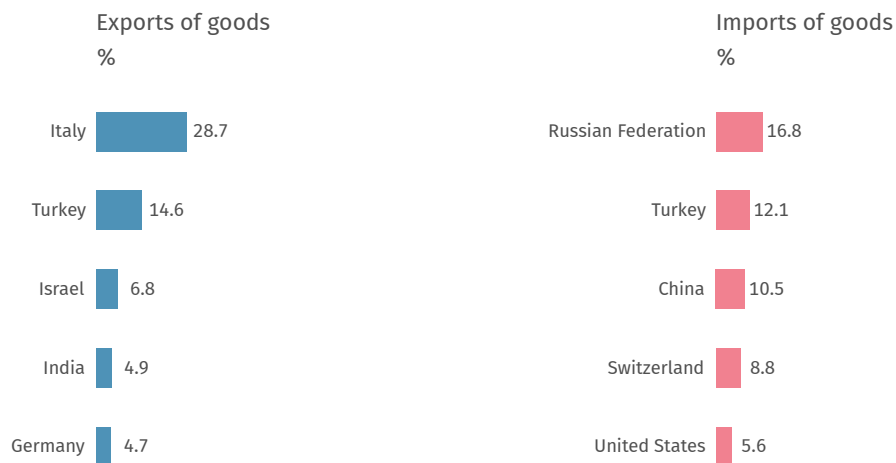 Exports of goods
%
Italy 28.7
Turkey 14.6
Israel 6.8
India 4.9
Germany 4.7
Imports of goods
%
Russian Federation 16.8
Turkey 12.1
China 10.5
Switzerland 8.8
United States 5.6